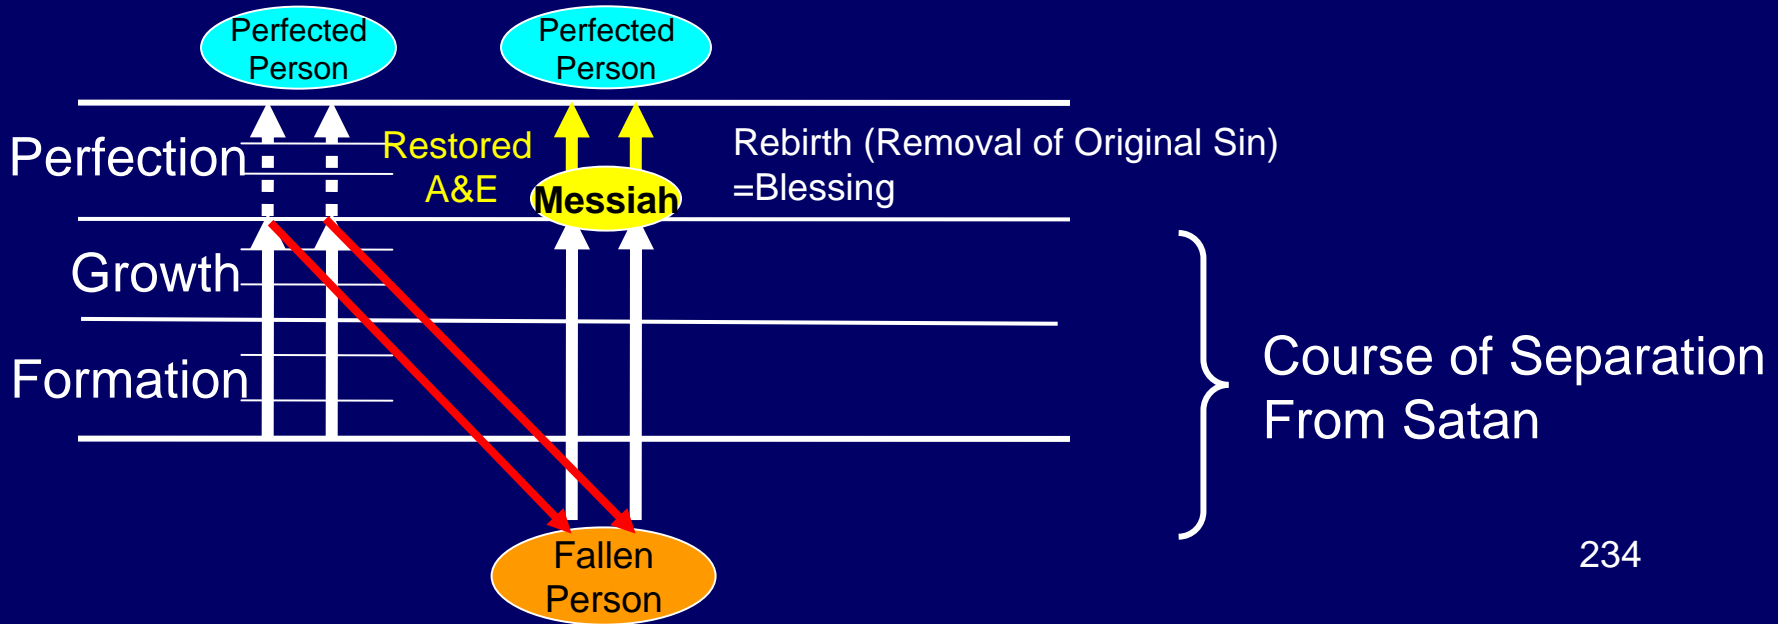 Perfected
Person
Perfected
Person
Perfection
Restored
A&E
Messiah
Rebirth (Removal of Original Sin)
=Blessing
Growth
Formation
Course of Separation
From Satan
Fallen
Person
234